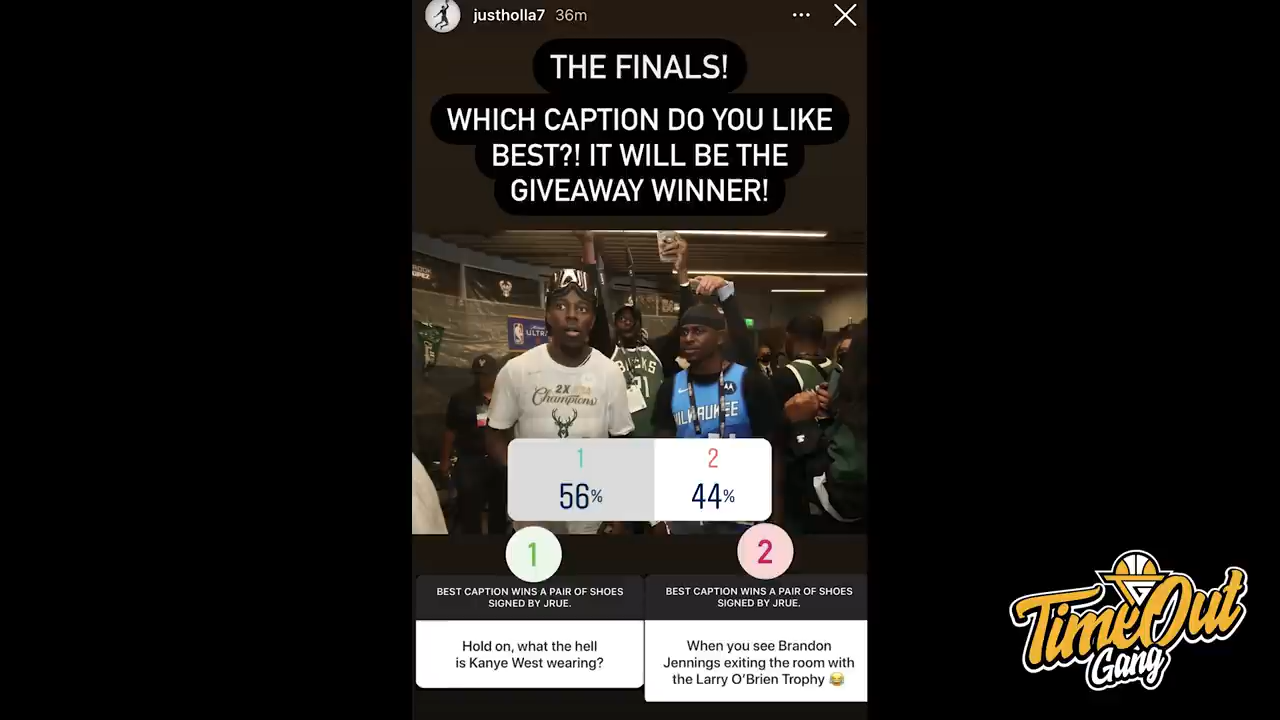 justholla7 36m
THE FINALS!
WHICH CAPTION DO YOU LIKE
BEST?! IT WILL BE THE
GIVEAWAY WINNER!
ULTRA
BUCKS
2X
Champions
MILWAUKEE
1
2
56%
44%
1
2
BEST CAPTION WINS A PAIR OF SHOES
SIGNED BY JRUE.
Hold on, what the hell
is Kanye West wearing?
BEST CAPTION WINS A PAIR OF SHOES
SIGNED BY JRUE.
When you see Brandon
Jennings exiting the room with
the Larry O'Brien Trophy 😂
TimeOut
Gang